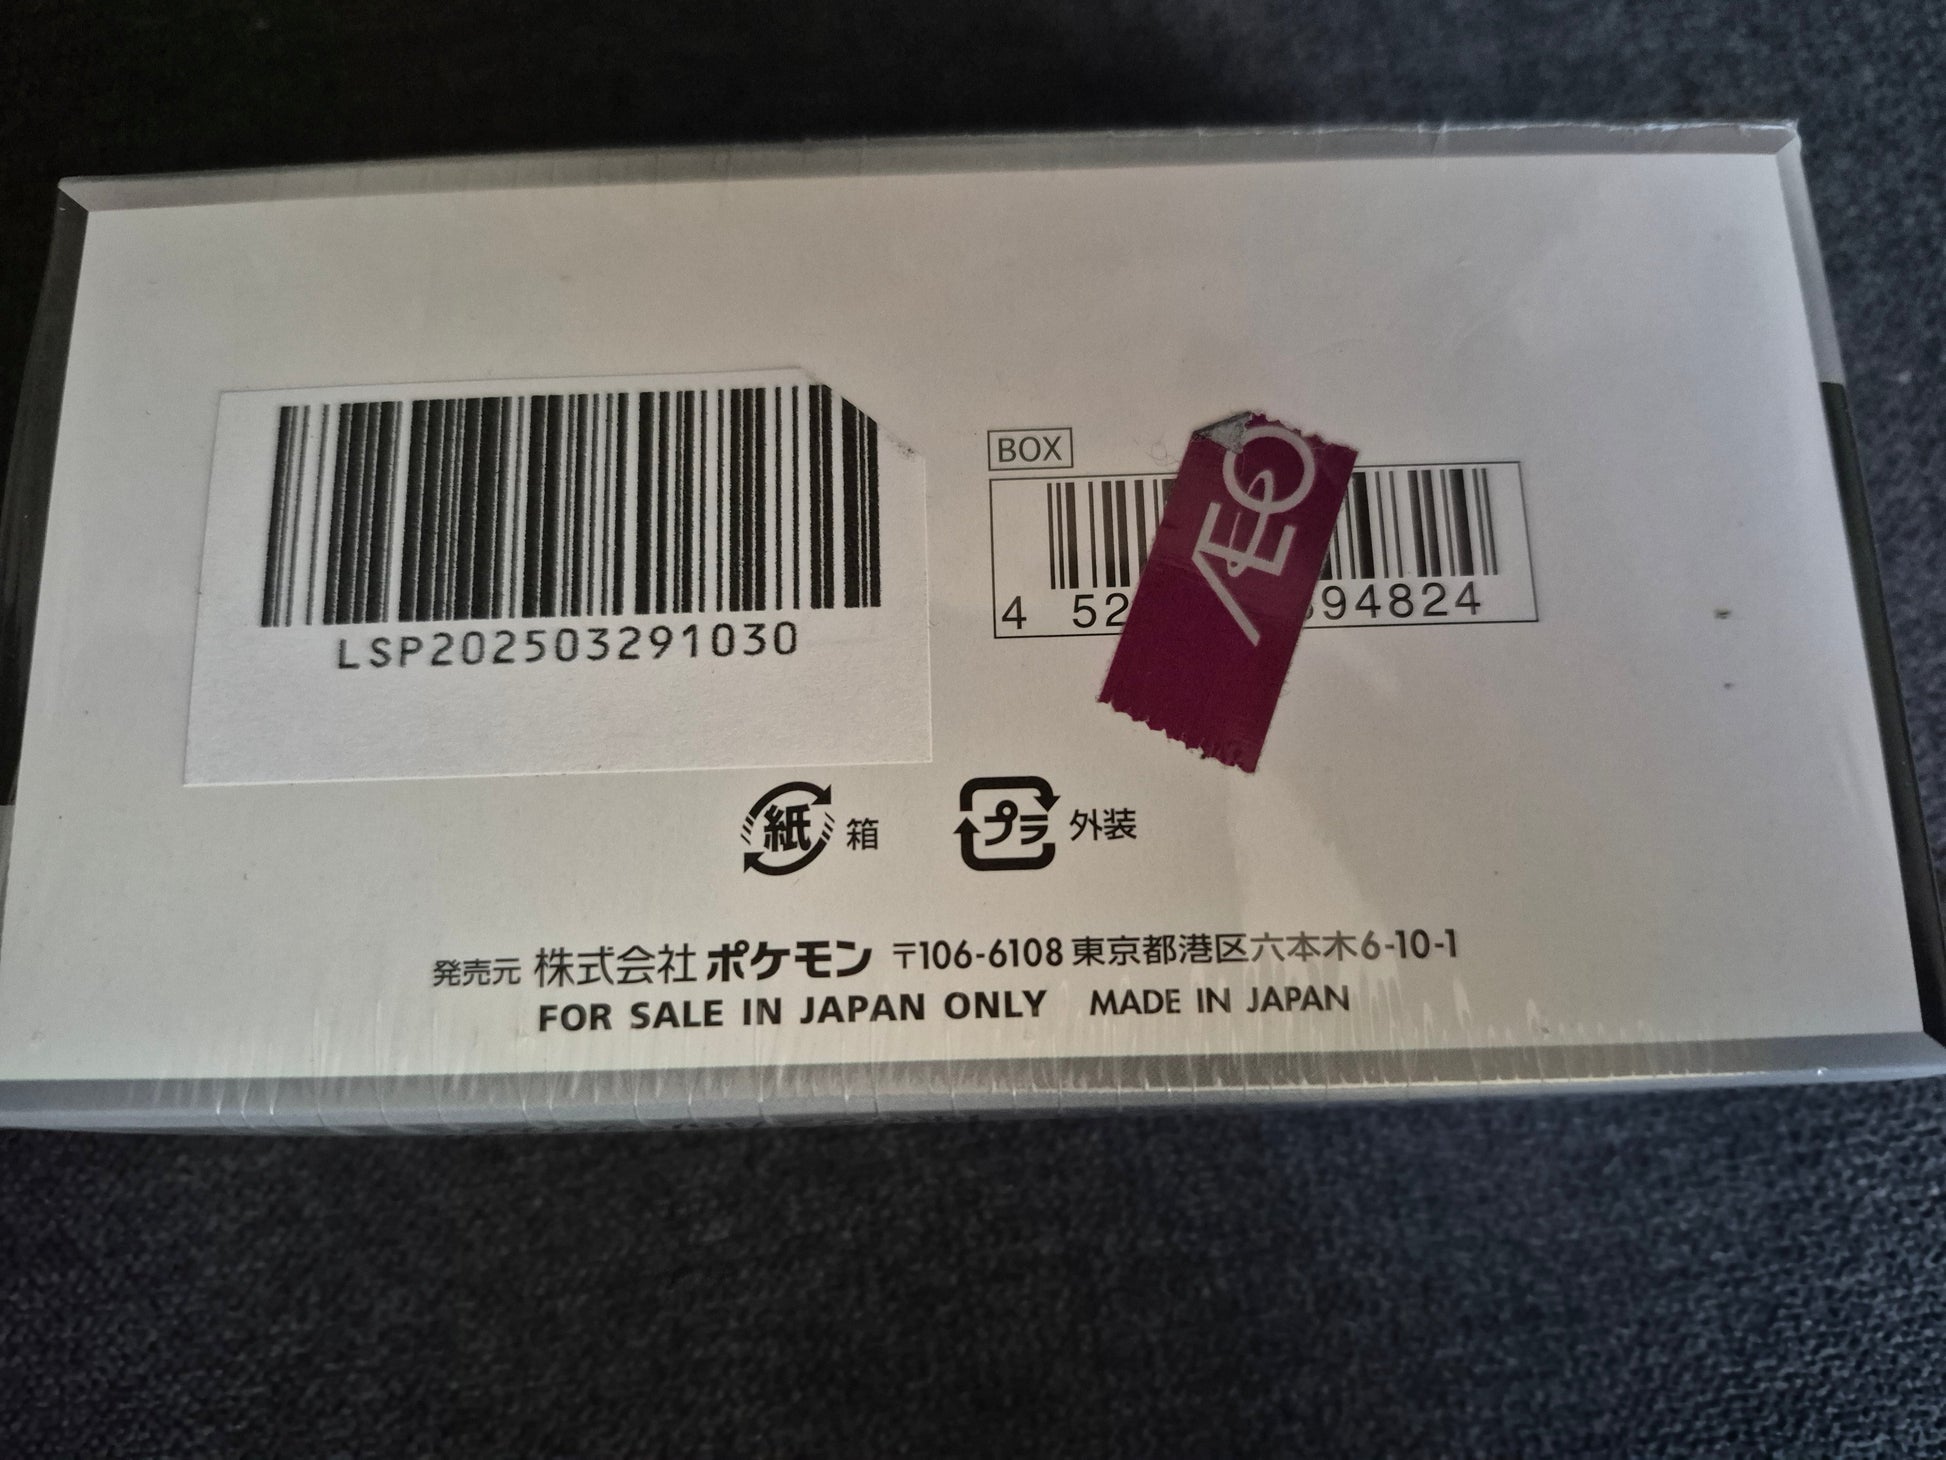 LSP202503291030
BOX
ÆON
4 52 94824
紙 箱
プラ 外装
発売元 株式会社ポケモン 〒106-6108 東京都港区六本木6-10-1
FOR SALE IN JAPAN ONLY MADE IN JAPAN